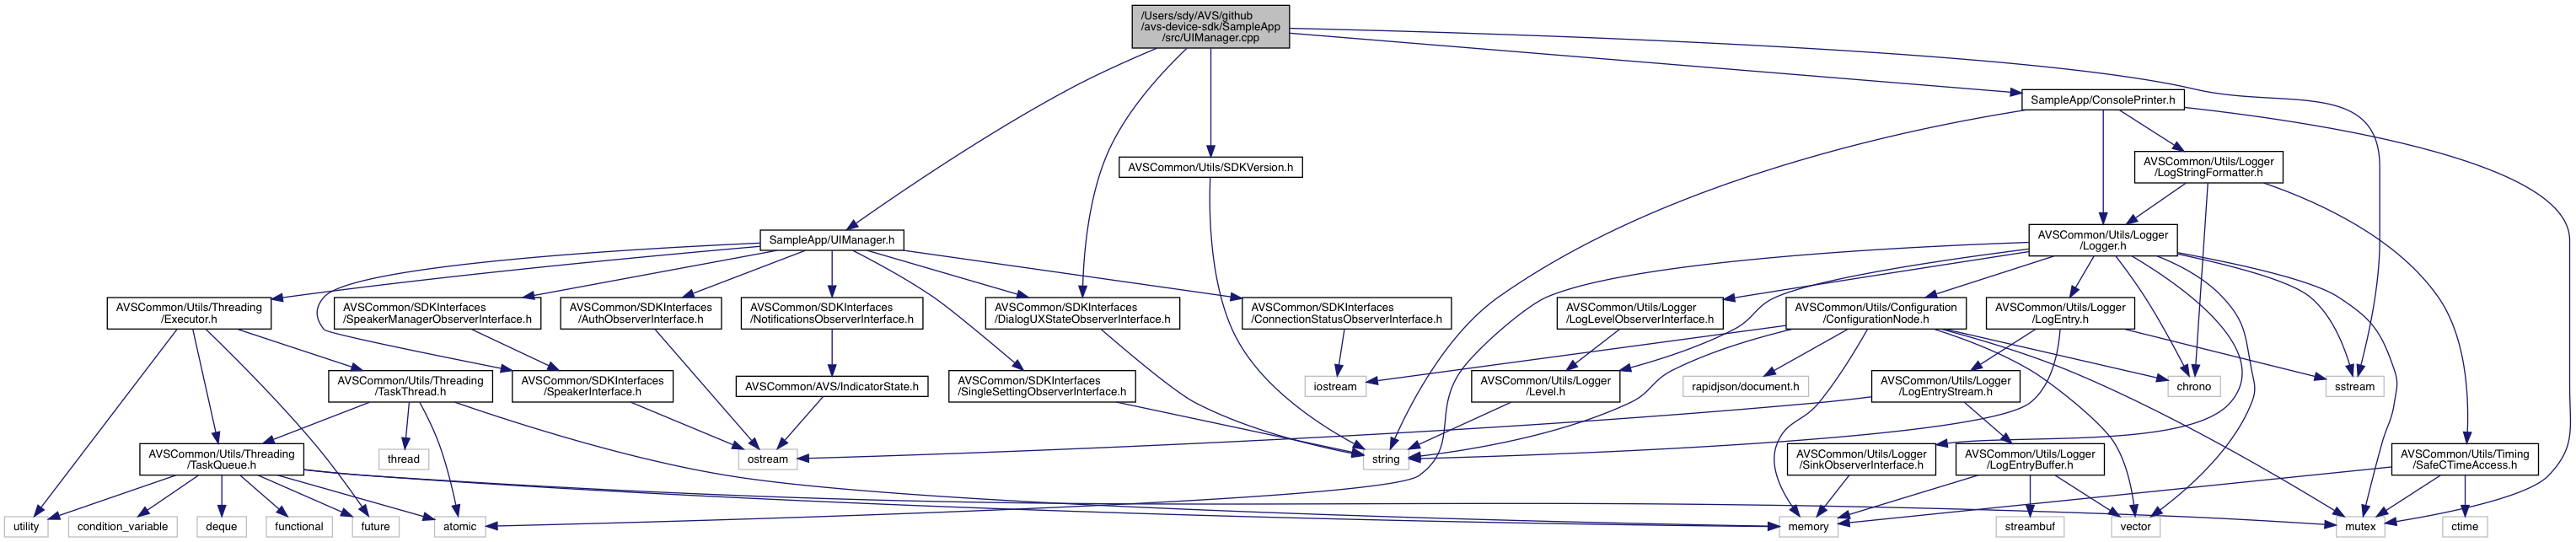 /Users/sdy/AVS/github
/avs-device-sdk/SampleApp
/src/UIManager.cpp
SampleApp/ConsolePrinter.h
AVSCommon/Utils/SDKVersion.h
AVSCommon/Utils/Logger
/LogStringFormatter.h
SampleApp/UIManager.h
AVSCommon/Utils/Logger
/Logger.h
AVSCommon/Utils/Threading
/Executor.h
AVSCommon/SDKInterfaces
/SpeakerManagerObserverInterface.h
AVSCommon/SDKInterfaces
/AuthObserverInterface.h
AVSCommon/SDKInterfaces
/NotificationsObserverInterface.h
AVSCommon/SDKInterfaces
/DialogUXStateObserverInterface.h
AVSCommon/SDKInterfaces
/ConnectionStatusObserverInterface.h
AVSCommon/Utils/Logger
/LogLevelObserverInterface.h
AVSCommon/Utils/Configuration
/ConfigurationNode.h
AVSCommon/Utils/Logger
/LogEntry.h
AVSCommon/Utils/Threading
/TaskThread.h
AVSCommon/SDKInterfaces
/SpeakerInterface.h
AVSCommon/AVS/IndicatorState.h
AVSCommon/SDKInterfaces
/SingleSettingObserverInterface.h
iostream
AVSCommon/Utils/Logger
/Level.h
rapidjson/document.h
AVSCommon/Utils/Logger
/LogEntryStream.h
chrono
sstream
AVSCommon/Utils/Threading
/TaskQueue.h
thread
ostream
string
AVSCommon/Utils/Logger
/SinkObserverInterface.h
AVSCommon/Utils/Logger
/LogEntryBuffer.h
AVSCommon/Utils/Timing
/SafeCTimeAccess.h
utility
condition_variable
deque
functional
future
atomic
memory
streambuf
vector
mutex
ctime